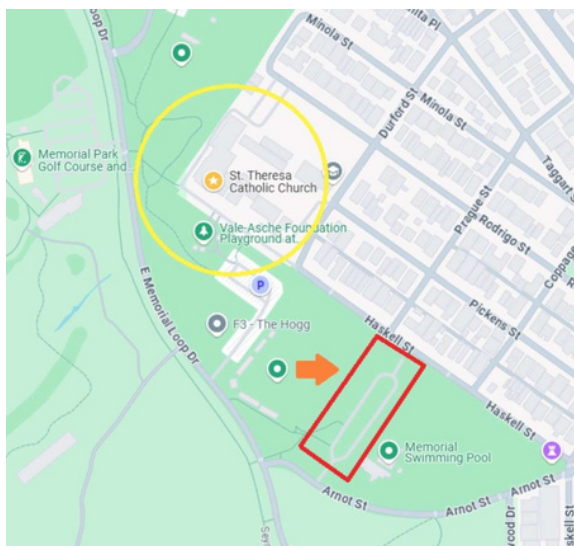 Minola St
Minola St
Durford St
Taggart St
Memorial Park
Golf Course and...
St. Theresa
Catholic Church
Prague St
Rodrigo St
Vale-Asche Foundation
Playground at...
Coppage
P
Pickens St
E Memorial Loop Dr
F3 - The Hogg
Haskell St
Haskell St
Memorial
Swimming Pool
Arnot St
Arnot St
Haskell St